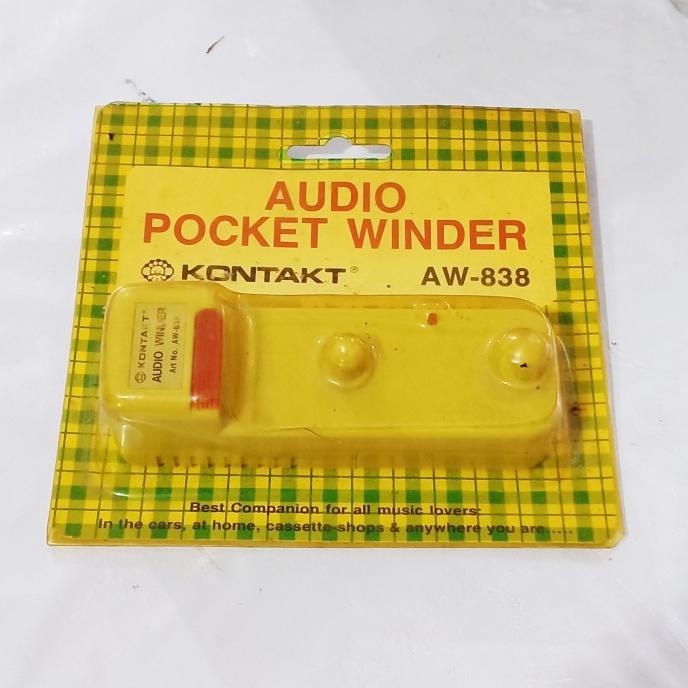 AUDIO
POCKET WINDER
KONTAKT® AW-838
KONTAKT®
AUDIO WINDER
Art No. AW-838
Best Companion for all music lovers:
In the cars, at home, cassette-shops & anywhere you are.....